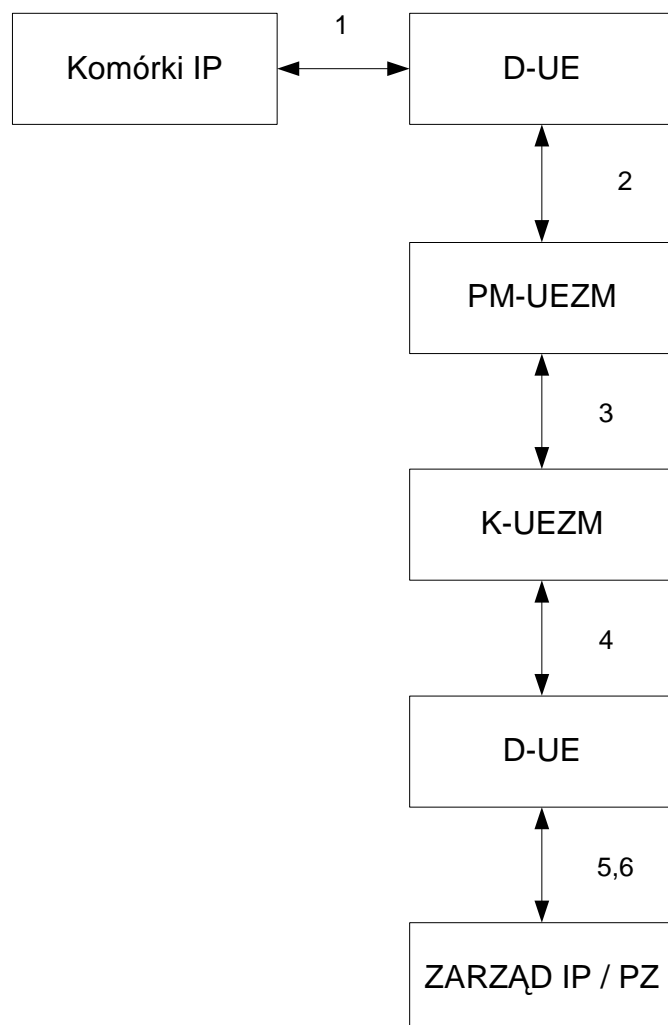 1
Komórki IP
D-UE
2
PM-UEZM
3
K-UEZM
4
D-UE
5,6
ZARZĄD IP / PZ